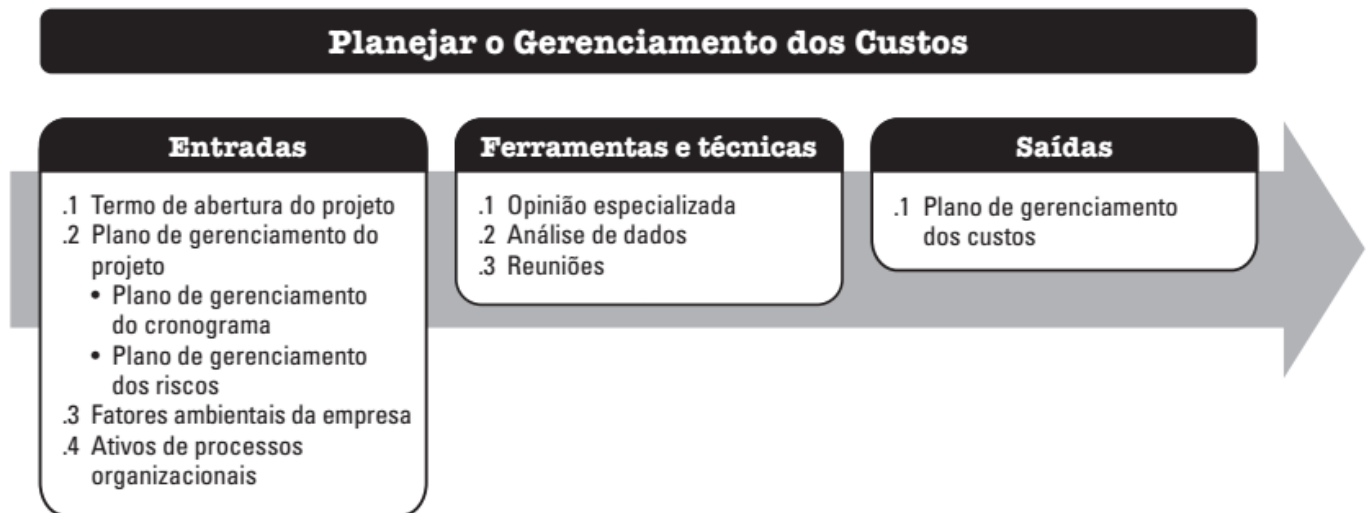 Planejar o Gerenciamento dos Custos
Entradas
.1 Termo de abertura do projeto
.2 Plano de gerenciamento do
projeto
• Plano de gerenciamento
do cronograma
• Plano de gerenciamento
dos riscos
.3 Fatores ambientais da empresa
.4 Ativos de processos
organizacionais
Ferramentas e técnicas
.1 Opinião especializada
.2 Análise de dados
.3 Reuniões
Saídas
.1 Plano de gerenciamento
dos custos